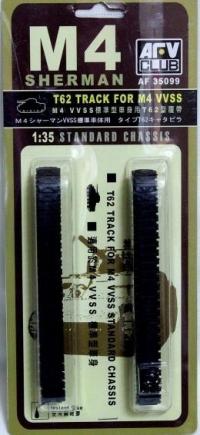 M4
SHERMAN
AFV
CLUB
AF 35099
T62 TRACK FOR M4 VVSS
M4 VVSS標準型車身用T62型履帶
M4シャーマンVVSS標準車体用 タイプT62キャタピラ
1:35 STANDARD CHASSIS
T62 TRACK FOR M4 VVSS STANDARD CHASSIS